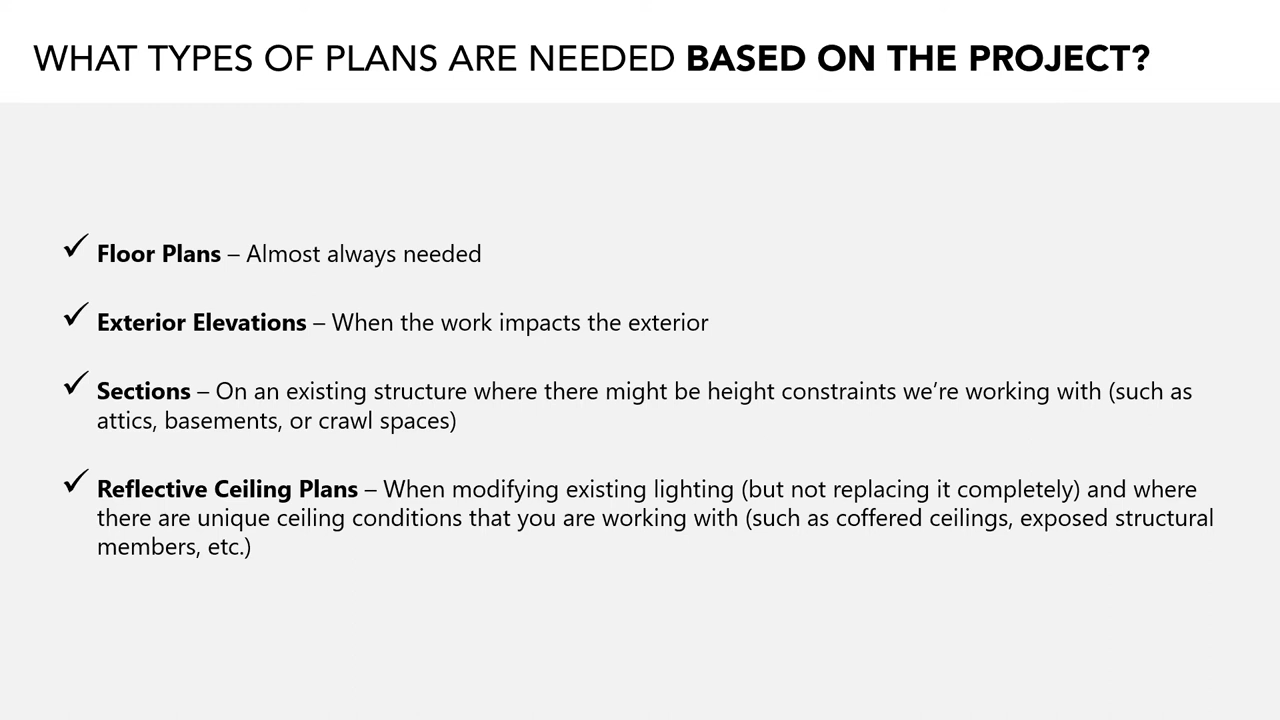 WHAT TYPES OF PLANS ARE NEEDED BASED ON THE PROJECT?
✓ Floor Plans – Almost always needed
✓ Exterior Elevations – When the work impacts the exterior
✓ Sections – On an existing structure where there might be height constraints we’re working with (such as
attics, basements, or crawl spaces)
✓ Reflective Ceiling Plans – When modifying existing lighting (but not replacing it completely) and where
there are unique ceiling conditions that you are working with (such as coffered ceilings, exposed structural
members, etc.)